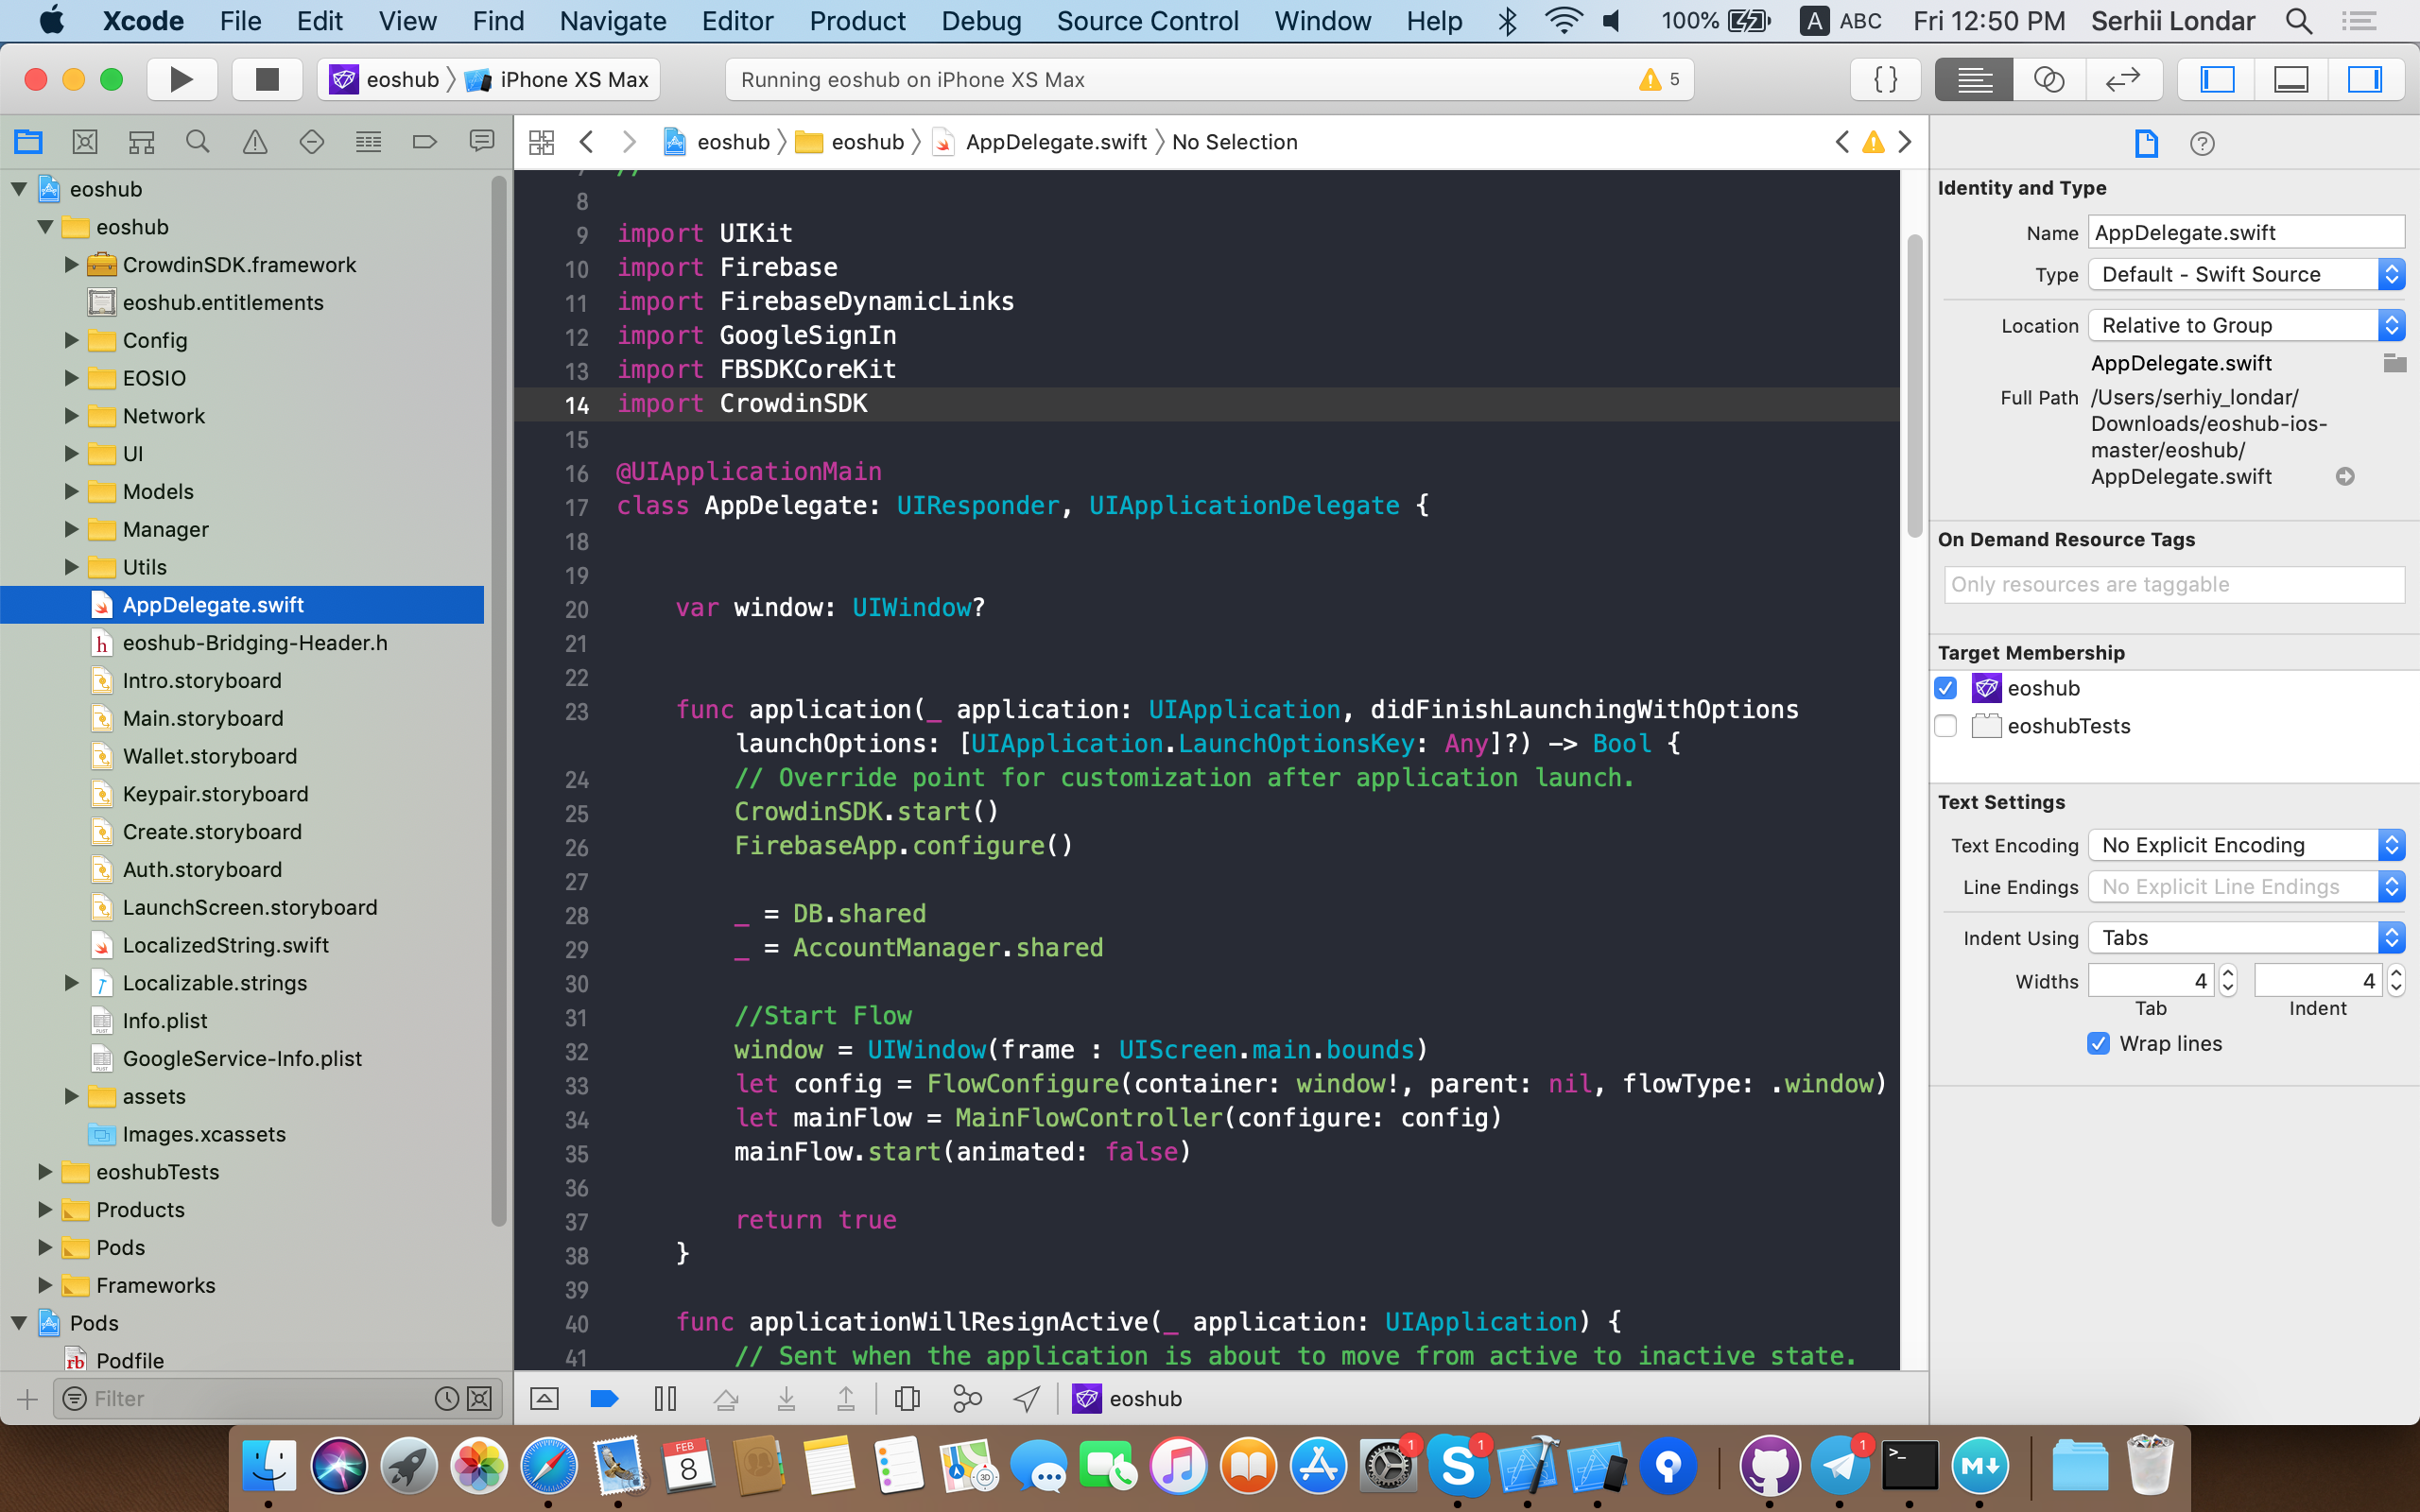 Xcode File Edit View Find Navigate Editor Product Debug Source Control Window Help 100% A ABC Fri 12:50 PM Serhii Londar
eoshub iPhone XS Max Running eoshub on iPhone XS Max 5 {}
eoshub eoshub AppDelegate.swift No Selection
eoshub
eoshub
CrowdinSDK.framework
eoshub.entitlements
Config
EOSIO
Network
UI
Models
Manager
Utils
AppDelegate.swift
eoshub-Bridging-Header.h
Intro.storyboard
Main.storyboard
Wallet.storyboard
Keypair.storyboard
Create.storyboard
Auth.storyboard
LaunchScreen.storyboard
LocalizedString.swift
Localizable.strings
Info.plist
GoogleService-Info.plist
assets
Images.xcassets
eoshubTests
Products
Pods
Frameworks
Pods
Podfile
Filter
7 //
8
9 import UIKit
10 import Firebase
11 import FirebaseDynamicLinks
12 import GoogleSignIn
13 import FBSDKCoreKit
14 import CrowdinSDK
15
16 @UIApplicationMain
17 class AppDelegate: UIResponder, UIApplicationDelegate {
18
19
20 var window: UIWindow?
21
22
23 func application(_ application: UIApplication, didFinishLaunchingWithOptions
launchOptions: [UIApplication.LaunchOptionsKey: Any]?) -> Bool {
24 // Override point for customization after application launch.
25 CrowdinSDK.start()
26 FirebaseApp.configure()
27
28 _ = DB.shared
29 _ = AccountManager.shared
30
31 //Start Flow
32 window = UIWindow(frame : UIScreen.main.bounds)
33 let config = FlowConfigure(container: window!, parent: nil, flowType: .window)
34 let mainFlow = MainFlowController(configure: config)
35 mainFlow.start(animated: false)
36
37 return true
38 }
39
40 func applicationWillResignActive(_ application: UIApplication) {
41 // Sent when the application is about to move from active to inactive state.
eoshub
Identity and Type
Name AppDelegate.swift
Type Default - Swift Source
Location Relative to Group
AppDelegate.swift
Full Path /Users/serhiy_londar/
Downloads/eoshub-ios-
master/eoshub/
AppDelegate.swift
On Demand Resource Tags
Only resources are taggable
Target Membership
eoshub
eoshubTests
Text Settings
Text Encoding No Explicit Encoding
Line Endings No Explicit Line Endings
Indent Using Tabs
Widths 4 4
Tab Indent
Wrap lines
FEB
8
3D
1
1
1